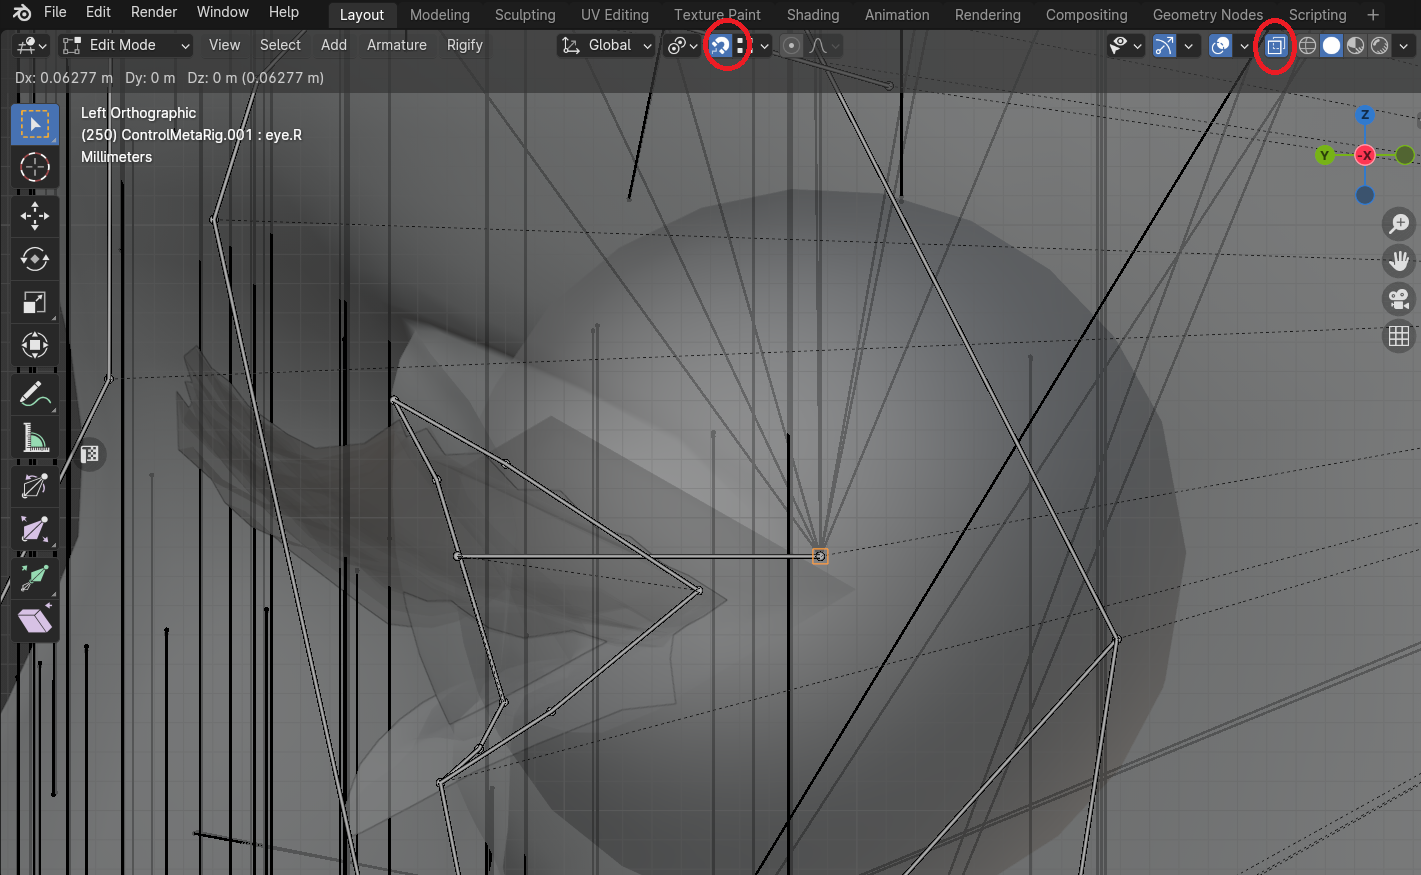 File Edit Render Window Help Layout Modeling Sculpting UV Editing Texture Paint Shading Animation Rendering Compositing Geometry Nodes Scripting +
Edit Mode View Select Add Armature Rigify Global
Dx: 0.06277 m Dy: 0 m Dz: 0 m (0.06277 m)
Left Orthographic
(250) ControlMetaRig.001 : eye.R
Millimeters
Z
Y -X